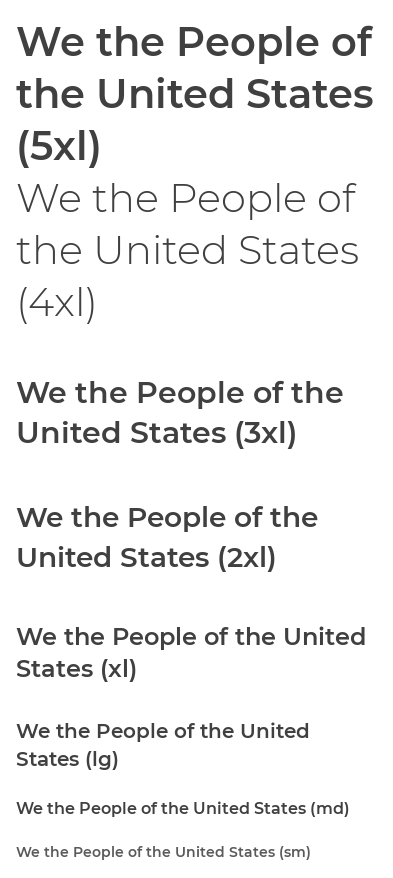 We the People of
the United States
(5xl)
We the People of
the United States
(4xl)
We the People of the
United States (3xl)
We the People of the
United States (2xl)
We the People of the United
States (xl)
We the People of the United
States (lg)
We the People of the United States (md)
We the People of the United States (sm)